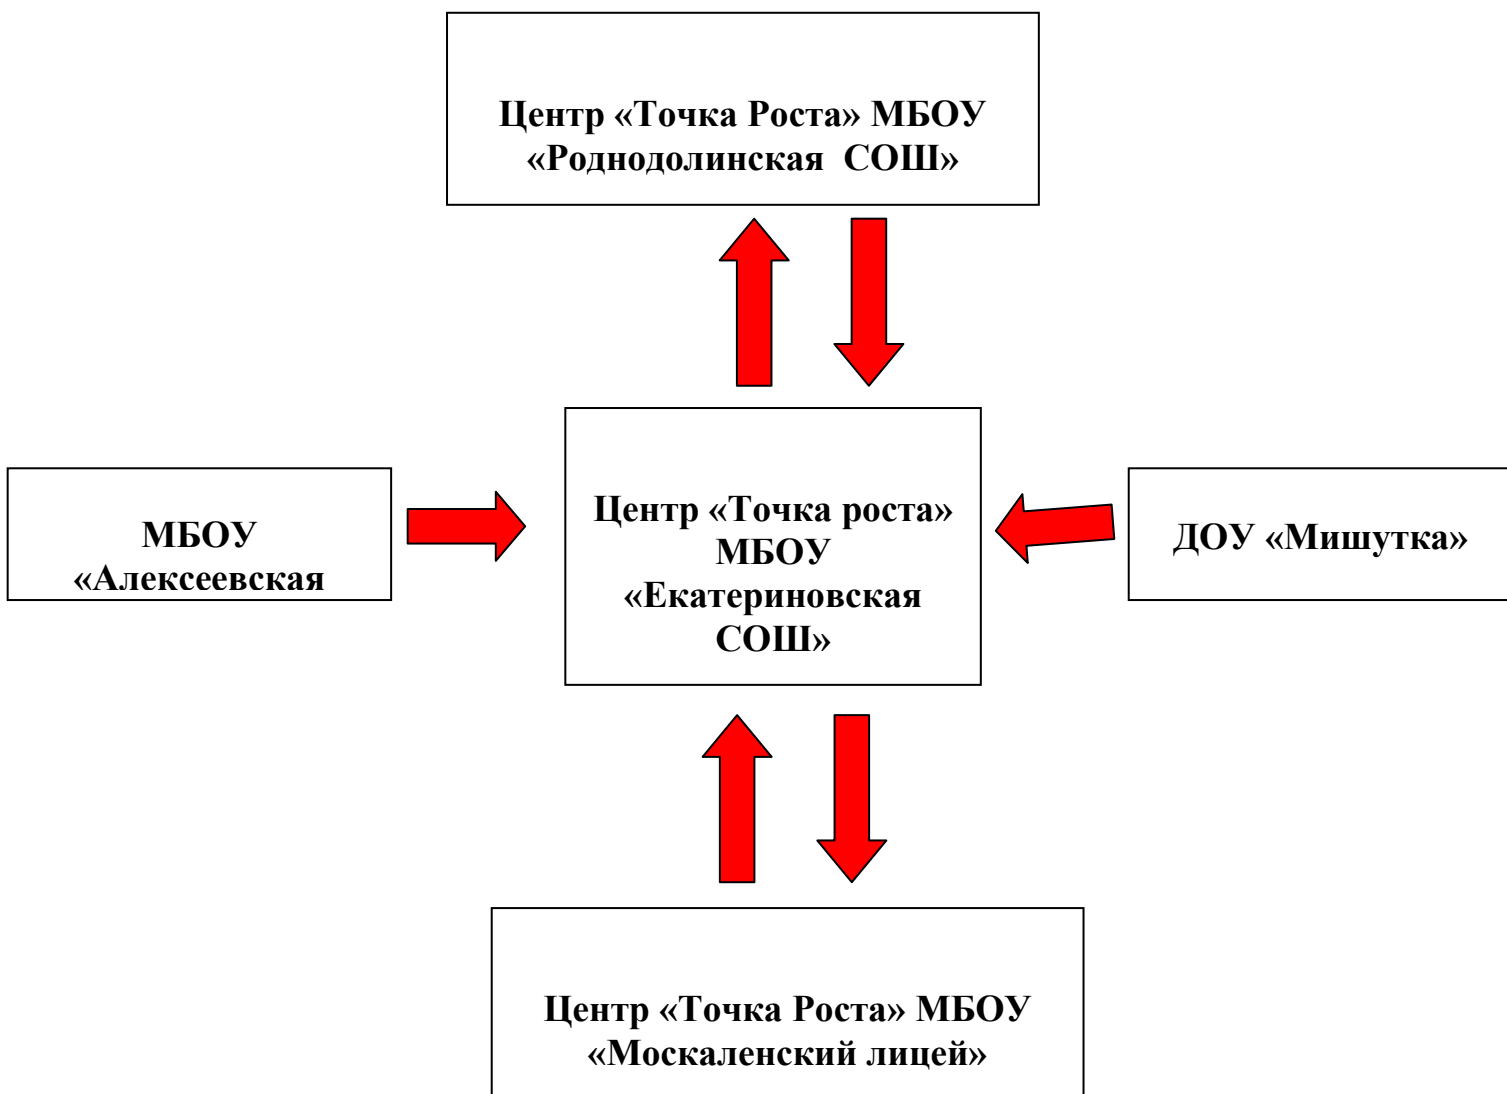 Центр «Точка Роста» МБОУ
«Роднодолинская СОШ»
МБОУ
«Алексеевская
Центр «Точка роста»
МБОУ
«Екатериновская
СОШ»
ДОУ «Мишутка»
Центр «Точка Роста» МБОУ
«Москаленский лицей»